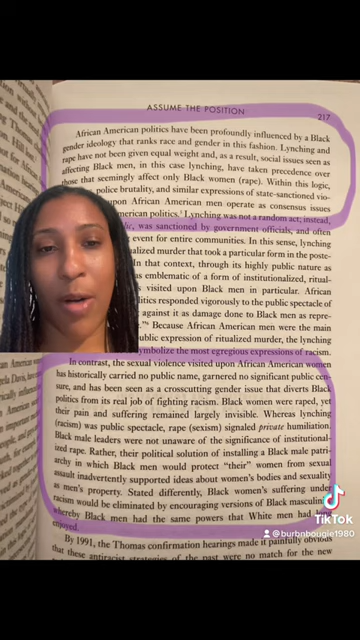 ASSUME THE POSITION
217
African American politics have been profoundly influenced by a Black
gender ideology that ranks race and gender in this fashion. Lynching and
rape have not been given equal weight and, as a result, social issues seen as
affecting Black men, in this case lynching, have taken precedence over
those that seemingly affect only Black women (rape). Within this logic,
police brutality, and similar expressions of state-sanctioned vio-
upon African American men operate as consensus issues
merican politics. Lynching was not a random act; instead,
lic, was sanctioned by government officials, and often
event for entire communities. In this sense, lynching
ualized murder that took a particular form in the post-e
In that context, through its highly public nature as
as emblematic of a form of institutionalized, ritual-
visited upon Black men in particular. African
litics responded vigorously to the public spectacle of
against it as damage done to Black men as repre-
Because African American men were the main
ublic expression of ritualized murder, the lynching
symbolize the most egregious expressions of racism.
In contrast, the sexual violence visited upon African American women
has historically carried no public name, garnered no significant public cen-
sure, and has been seen as a crosscutting gender issue that diverts Black
politics from its real job of fighting racism. Black women were raped, yet
their pain and suffering remained largely invisible. Whereas lynching
(racism) was public spectacle, rape (sexism) signaled private humiliation.
Black male leaders were not unaware of the significance of institutional-
ized rape. Rather, their political solution of installing a Black male patri-
archy in which Black men would protect "their" women from sexual
assault inadvertently supported ideas about women's bodies and sexuality
as men's property. Stated differently, Black women's suffering under
racism would be eliminated by encouraging versions of Black masculin
whereby Black men had the same powers that White men had long
enjoyed.
By 1991, the Thomas confirmation hearings made it painfully obvious
that these antiracist strategies of the past were no match for the new
TikTok
@burbnbougie1980